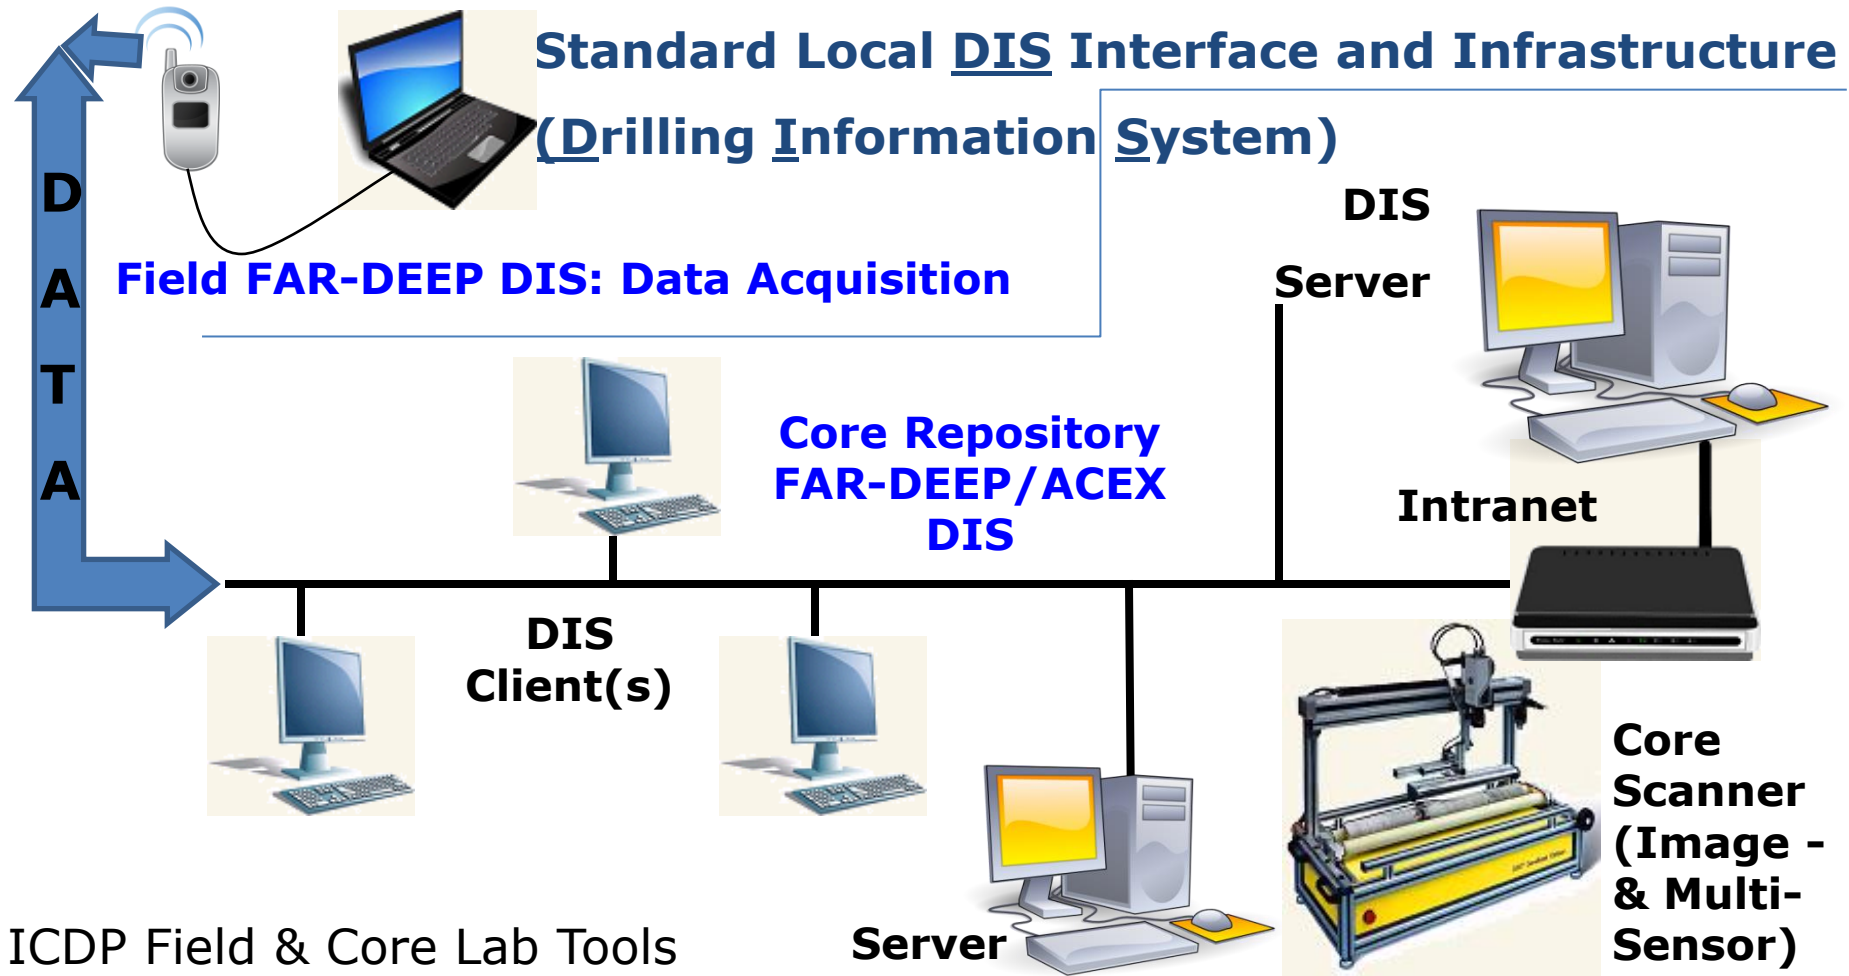 Standard Local DIS Interface and Infrastructure
(Drilling Information System)
D
A
T
A
Field FAR-DEEP DIS: Data Acquisition
DIS
Server
Core Repository
FAR-DEEP/ACEX
DIS
Intranet
DIS
Client(s)
Core
Scanner
(Image -
& Multi-
Sensor)
Server
ICDP Field & Core Lab Tools